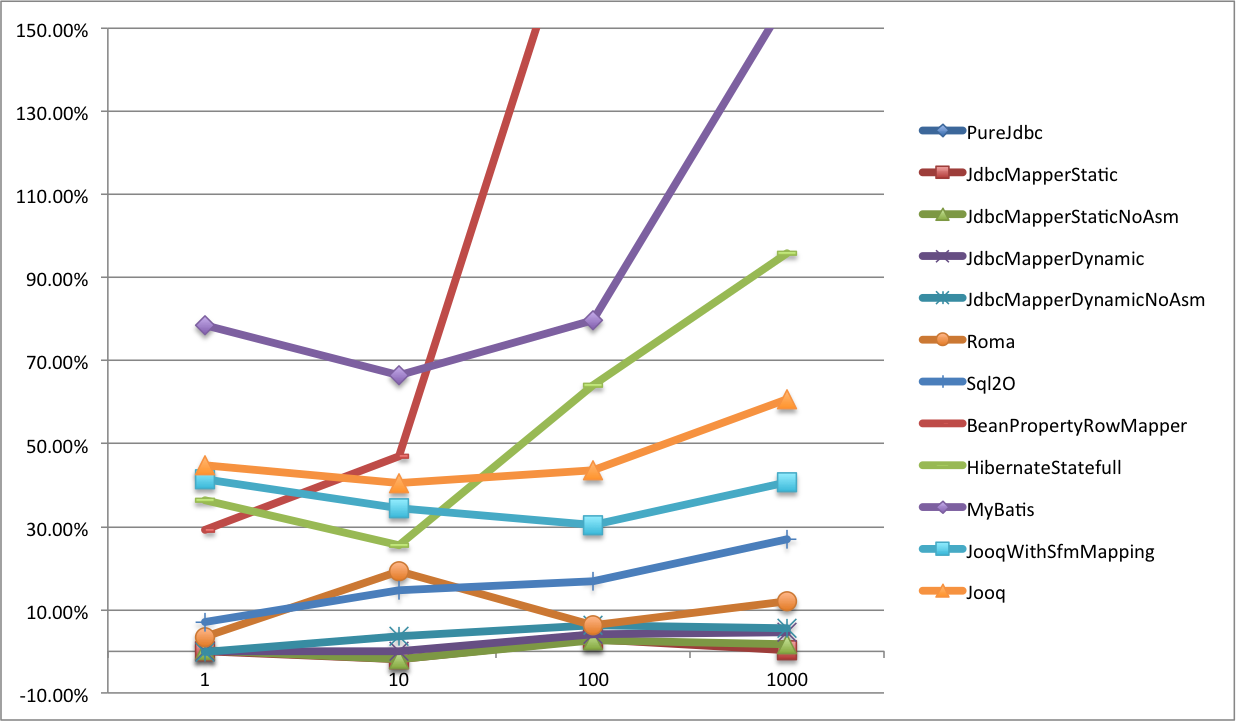 150.00%
130.00%
110.00%
90.00%
70.00%
50.00%
30.00%
10.00%
-10.00%
1 10 100 1000
PureJdbc
JdbcMapperStatic
JdbcMapperStaticNoAsm
JdbcMapperDynamic
JdbcMapperDynamicNoAsm
Roma
Sql2O
BeanPropertyRowMapper
HibernateStatefull
MyBatis
JooqWithSfmMapping
Jooq